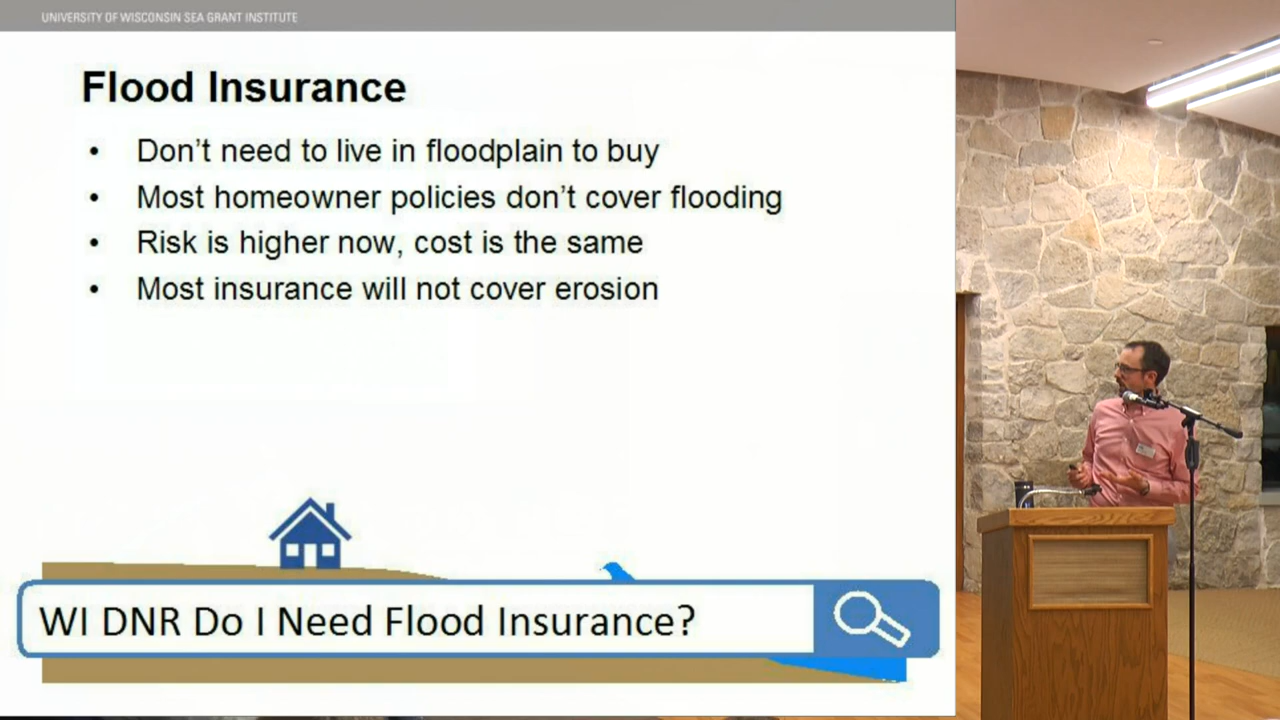 UNIVERSITY OF WISCONSIN SEA GRANT INSTITUTE
Flood Insurance
• Don't need to live in floodplain to buy
• Most homeowner policies don't cover flooding
• Risk is higher now, cost is the same
• Most insurance will not cover erosion
WI DNR Do I Need Flood Insurance?